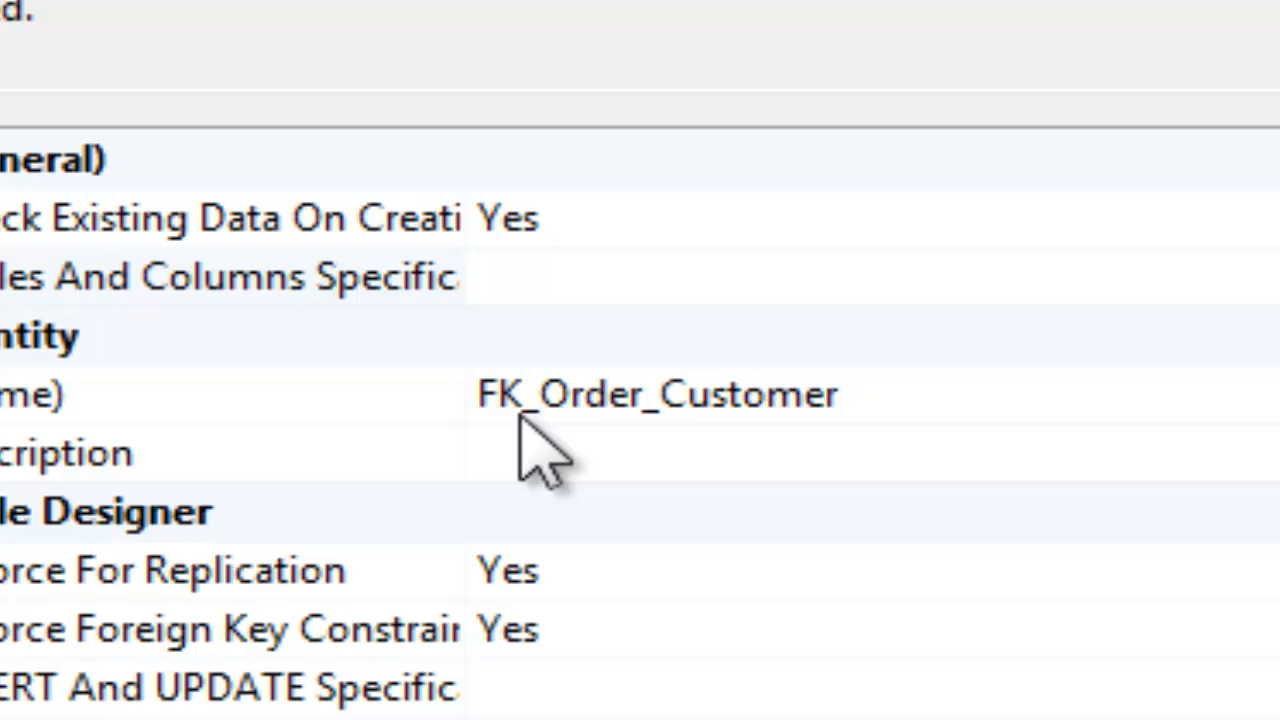 d.
neral)
ck Existing Data On Creati Yes
les And Columns Specific
ntity
me) FK_Order_Customer
cription
le Designer
orce For Replication Yes
orce Foreign Key Constrain Yes
ERT And UPDATE Specific